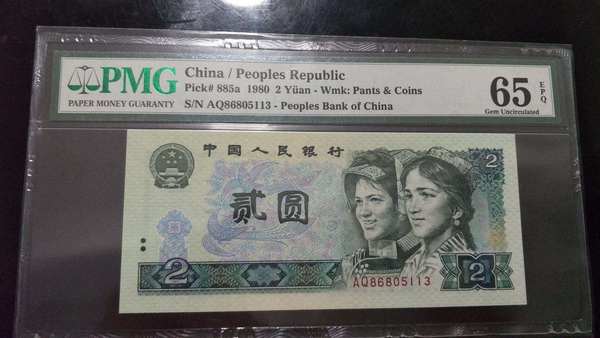 PMG
PAPER MONEY GUARANTY
China / Peoples Republic
Pick# 885a 1980 2 Yüan - Wmk: Pants & Coins
S/N AQ86805113 - Peoples Bank of China
65 EPQ
Gem Uncirculated
中国人民银行
2
贰圆
2
2
AQ86805113